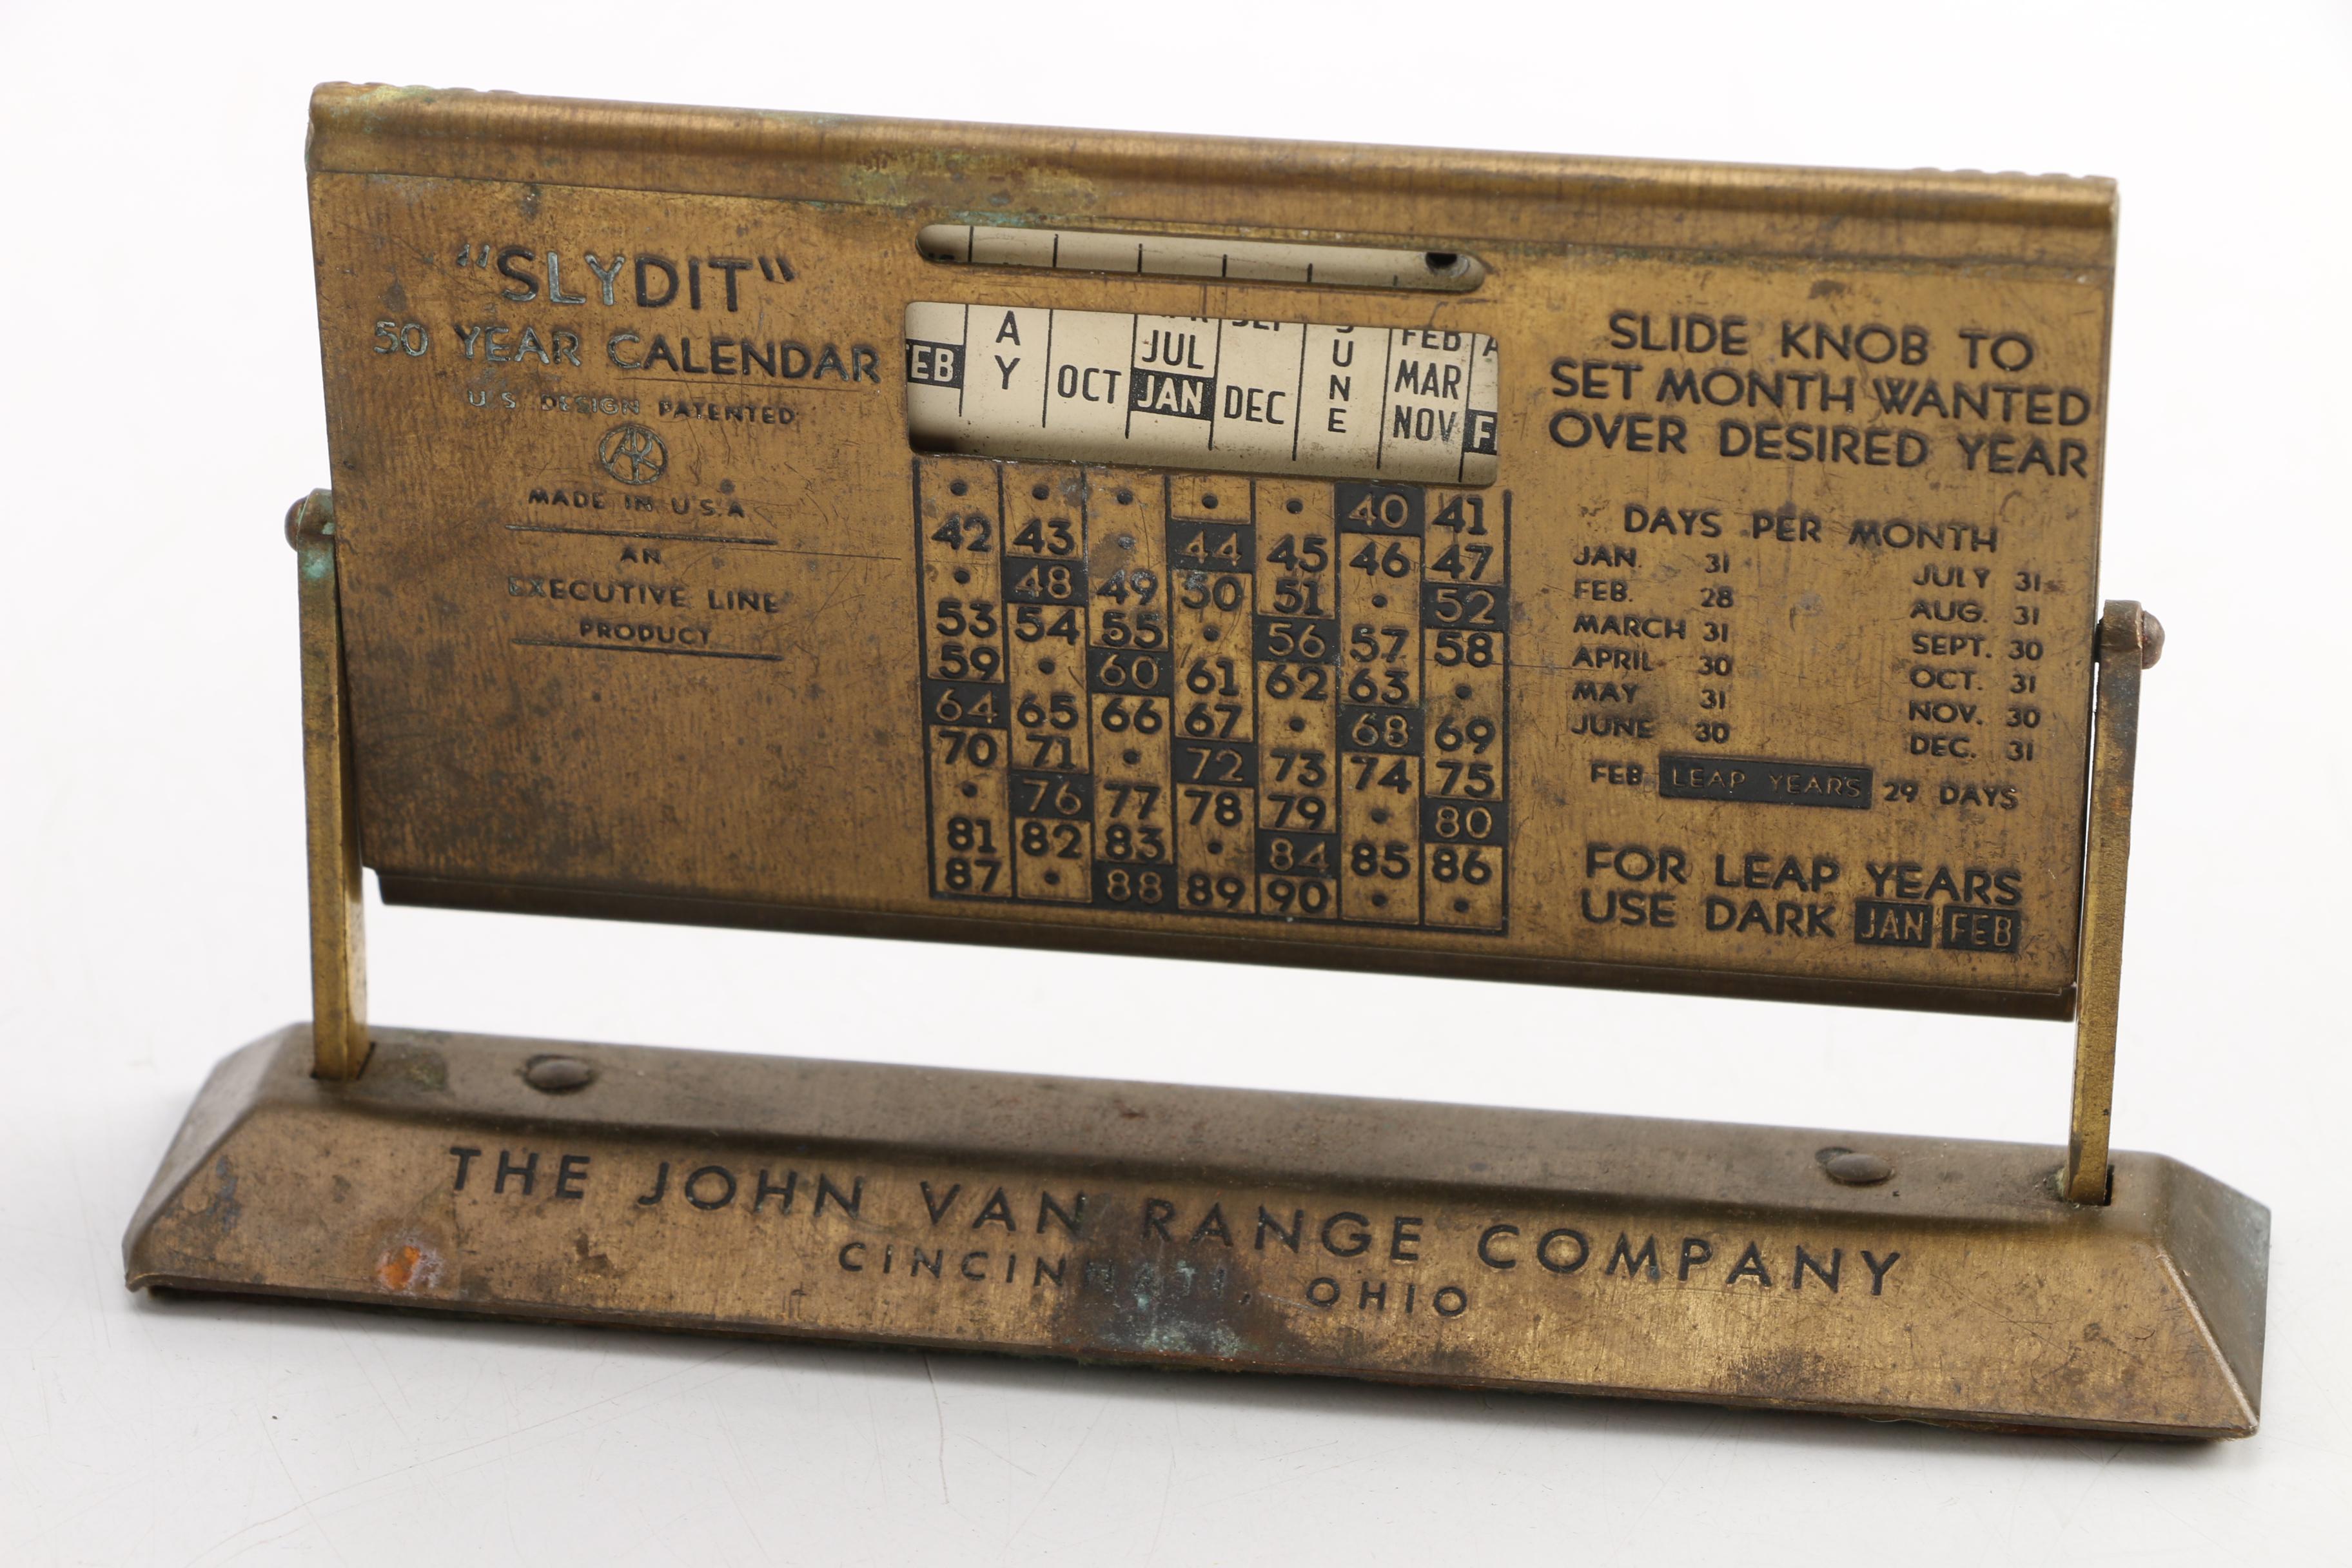 "SLYDIT"
50 YEAR CALENDAR
U.S. DESIGN PATENTED
MADE IN U.S.A
AN
EXECUTIVE LINE
PRODUCT
EB
A
Y
OCT
JUL
JAN
DEC
U
N
E
FEB
MAR
NOV
F
40 41
42 43 44 45 46 47
48 49 50 51 52
53 54 55 56 57 58
59 60 61 62 63
64 65 66 67 68 69
70 71 72 73 74 75
76 77 78 79 80
81 82 83 84 85 86
87 88 89 90
SLIDE KNOB TO
SET MONTH WANTED
OVER DESIRED YEAR
DAYS PER MONTH
JAN. 31 JULY 31
FEB. 28 AUG. 31
MARCH 31 SEPT. 30
APRIL 30 OCT. 31
MAY 31 NOV. 30
JUNE 30 DEC. 31
FEB LEAP YEARS 29 DAYS
FOR LEAP YEARS
USE DARK JAN FEB
THE JOHN VAN RANGE COMPANY
CINCINNATI, OHIO